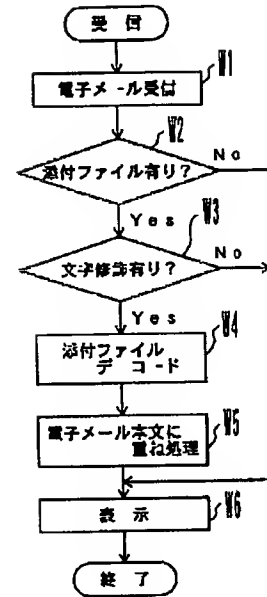 受信
W1
電子メール受付
W2
添付ファイル有り?
No
Yes
W3
文字修飾有り?
No
Yes
W4
添付ファイル
デコード
W5
電子メール本文に
重ね処理
W6
表示
終了